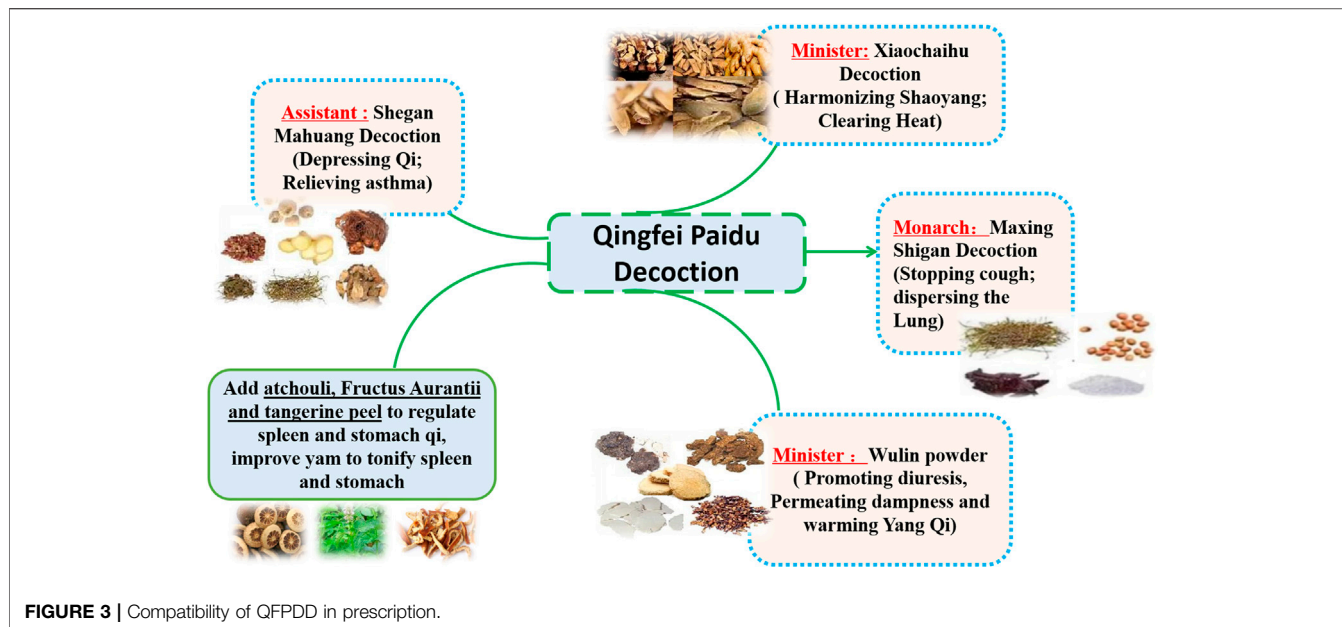 Minister: Xiaochaihu
Decoction
( Harmonizing Shaoyang;
Clearing Heat)
Assistant : Shegan
Mahuang Decoction
(Depressing Qi;
Relieving asthma)
Qingfei Paidu
Decoction
Monarch： Maxing
Shigan Decoction
(Stopping cough;
dispersing the
Lung)
Add atchouli, Fructus Aurantii
and tangerine peel to regulate
spleen and stomach qi,
improve yam to tonify spleen
and stomach
Minister ： Wulin powder
( Promoting diuresis,
Permeating dampness and
warming Yang Qi)
FIGURE 3 | Compatibility of QFPDD in prescription.